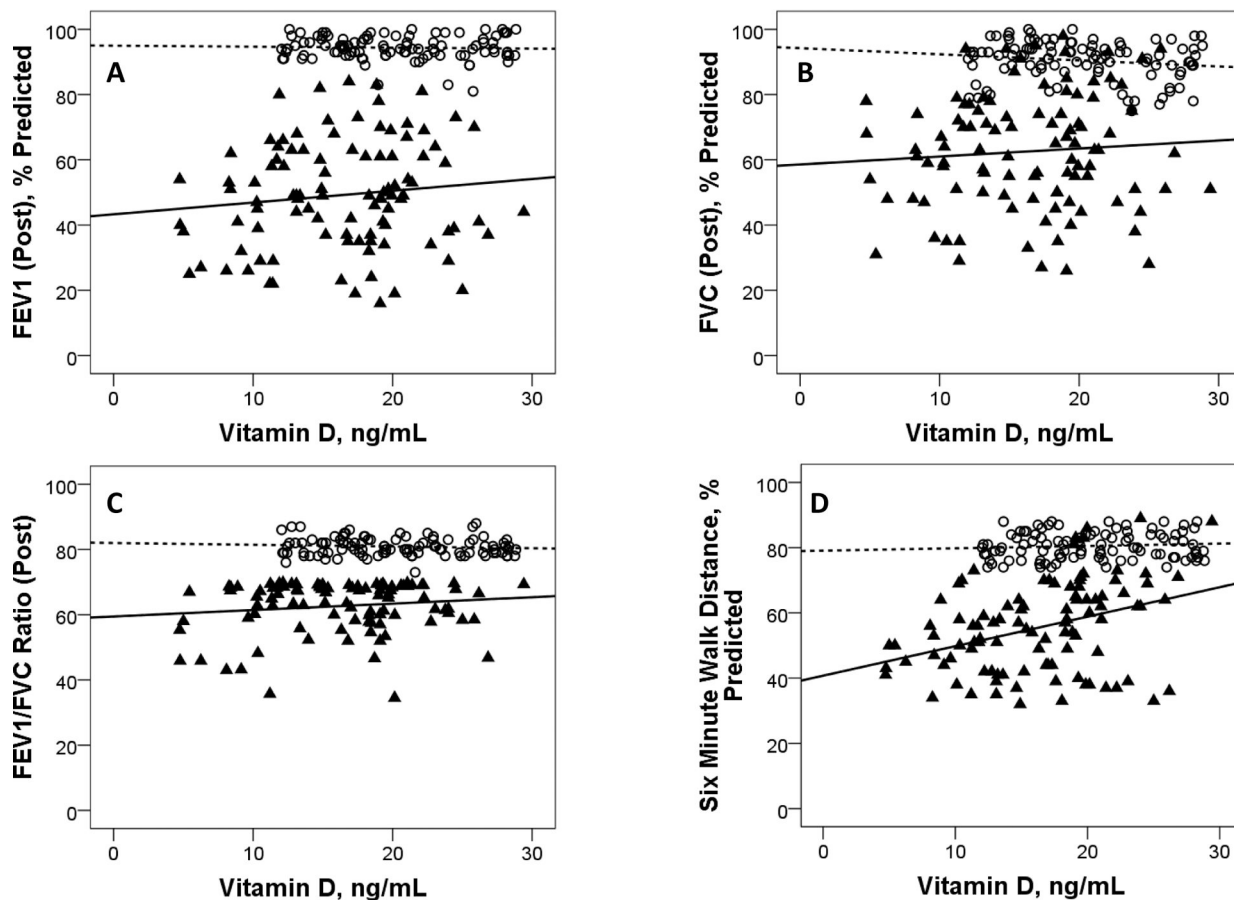 A
FEV1 (Post), % Predicted
100
80
60
40
20
0
0 10 20 30
Vitamin D, ng/mL
B
FVC (Post), % Predicted
100
80
60
40
20
0
0 10 20 30
Vitamin D, ng/mL
C
FEV1/FVC Ratio (Post)
100
80
60
40
20
0
0 10 20 30
Vitamin D, ng/mL
D
Six Minute Walk Distance, %
Predicted
100
80
60
40
20
0
0 10 20 30
Vitamin D, ng/mL